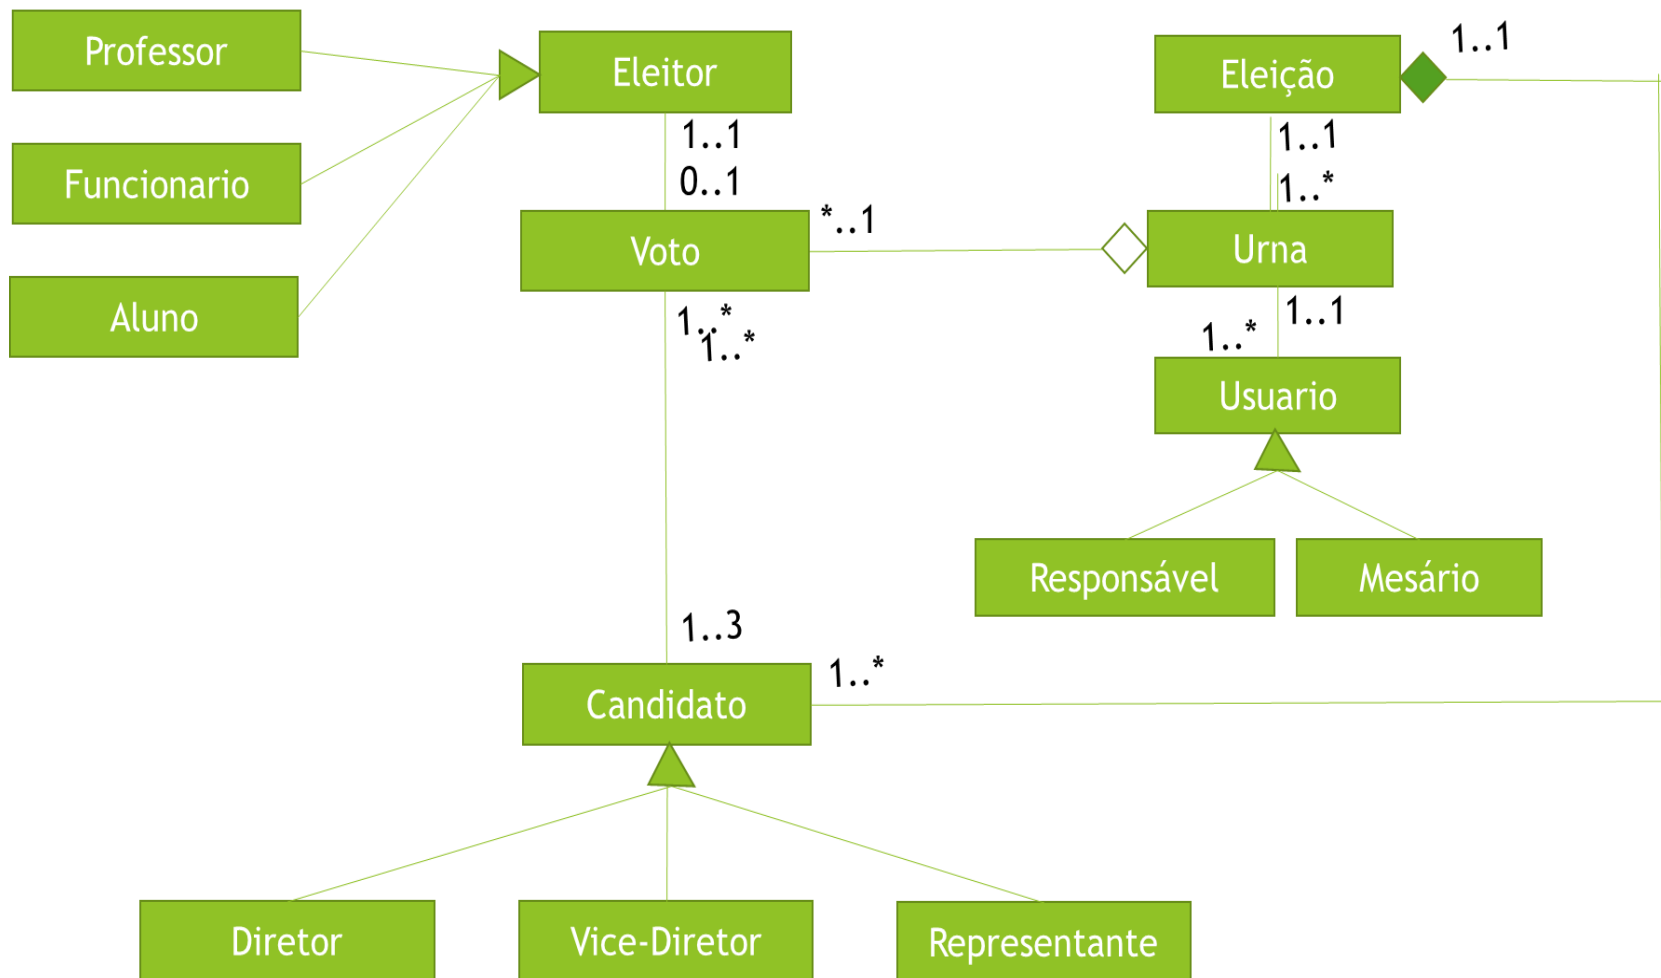 Professor
Eleitor
Eleição
1..1
Funcionario
1..1
0..1
1..1
1..*
Voto
*..1
Urna
Aluno
1..*
1..*
1..1
1..*
Usuario
Responsável
Mesário
1..3
Candidato
1..*
Diretor
Vice-Diretor
Representante